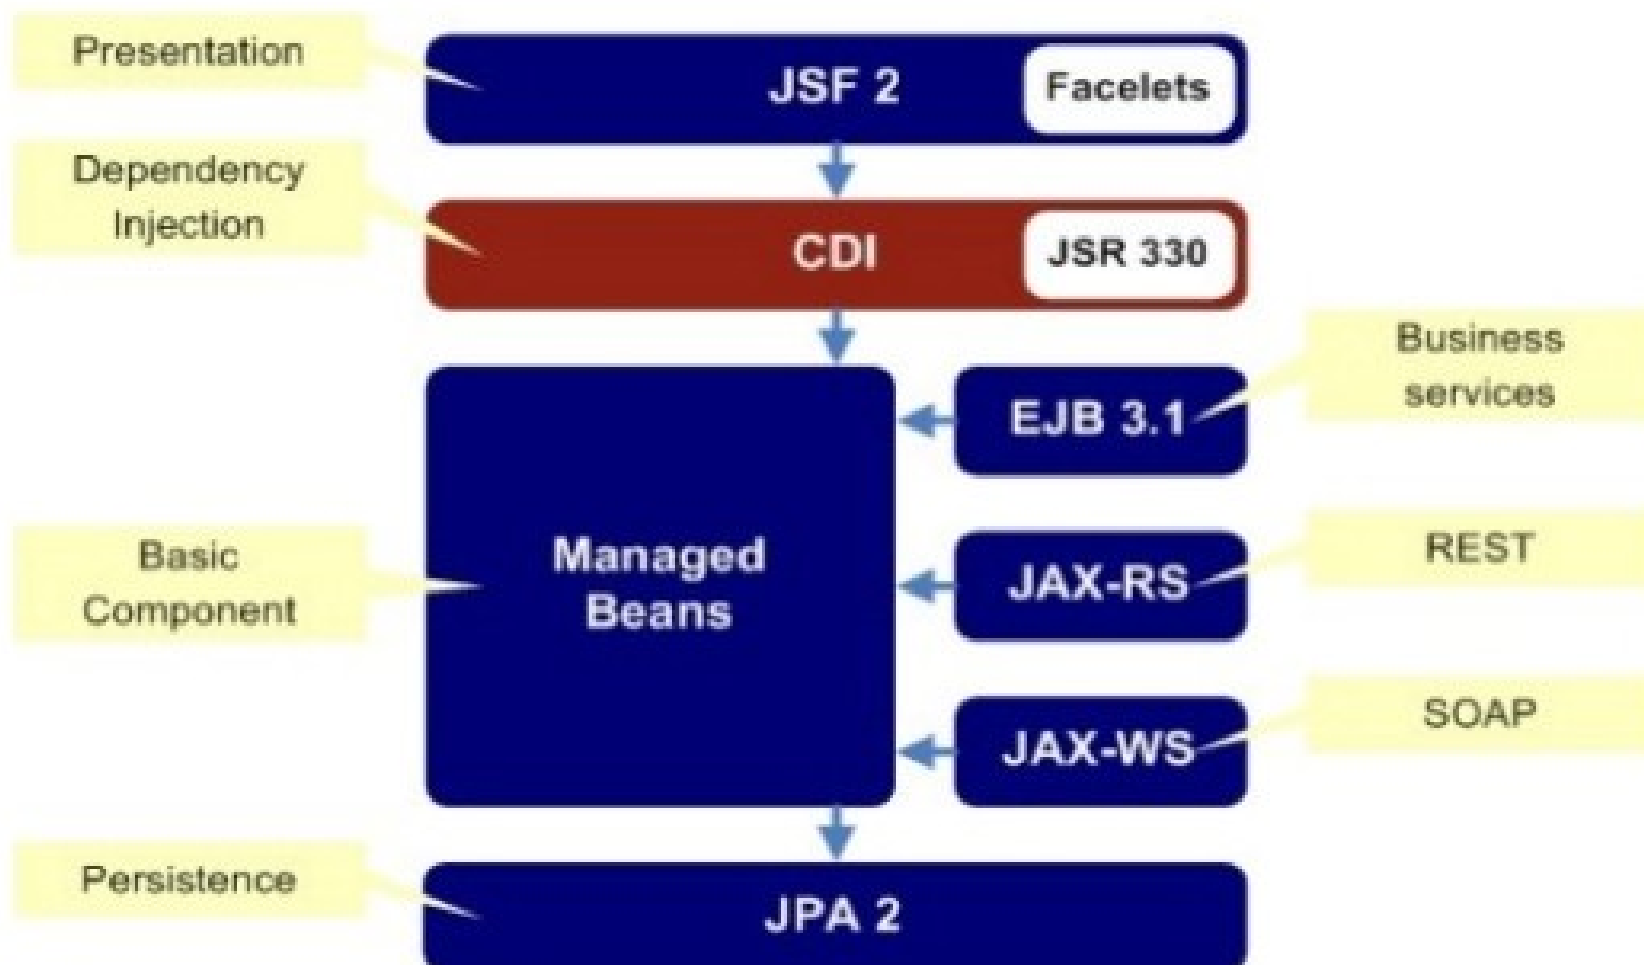 Presentation
JSF 2
Facelets
Dependency
Injection
CDI
JSR 330
Business
services
EJB 3.1
Basic
Component
Managed
Beans
JAX-RS
REST
JAX-WS
SOAP
Persistence
JPA 2